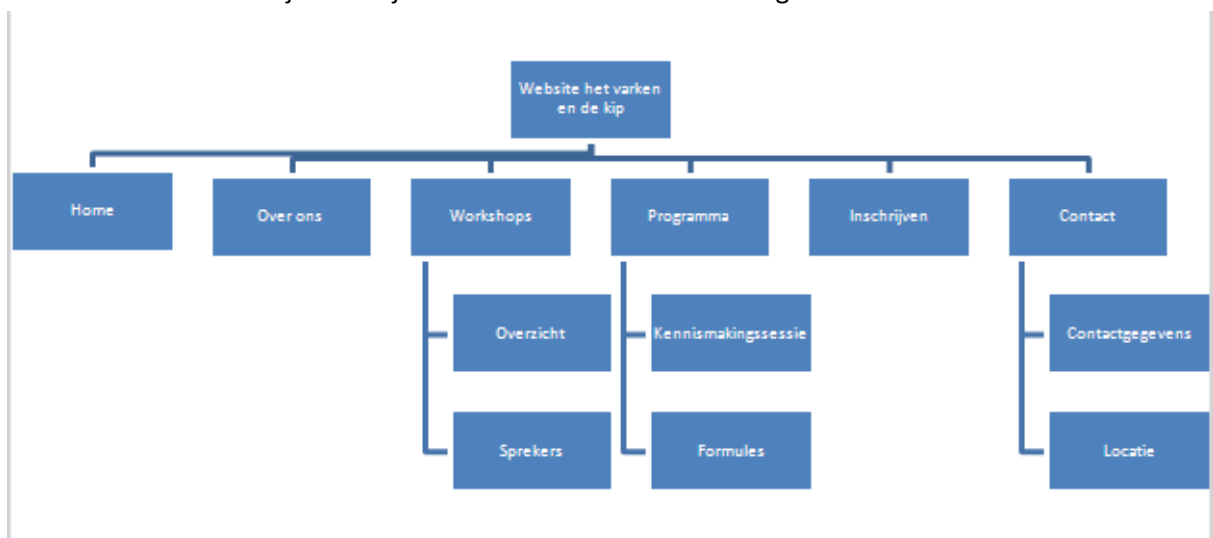 Website het varken
en de kip
Home
Over ons
Workshops
Programma
Inschrijven
Contact
Overzicht
Kennismakingssessie
Contactgegevens
Sprekers
Formules
Locatie